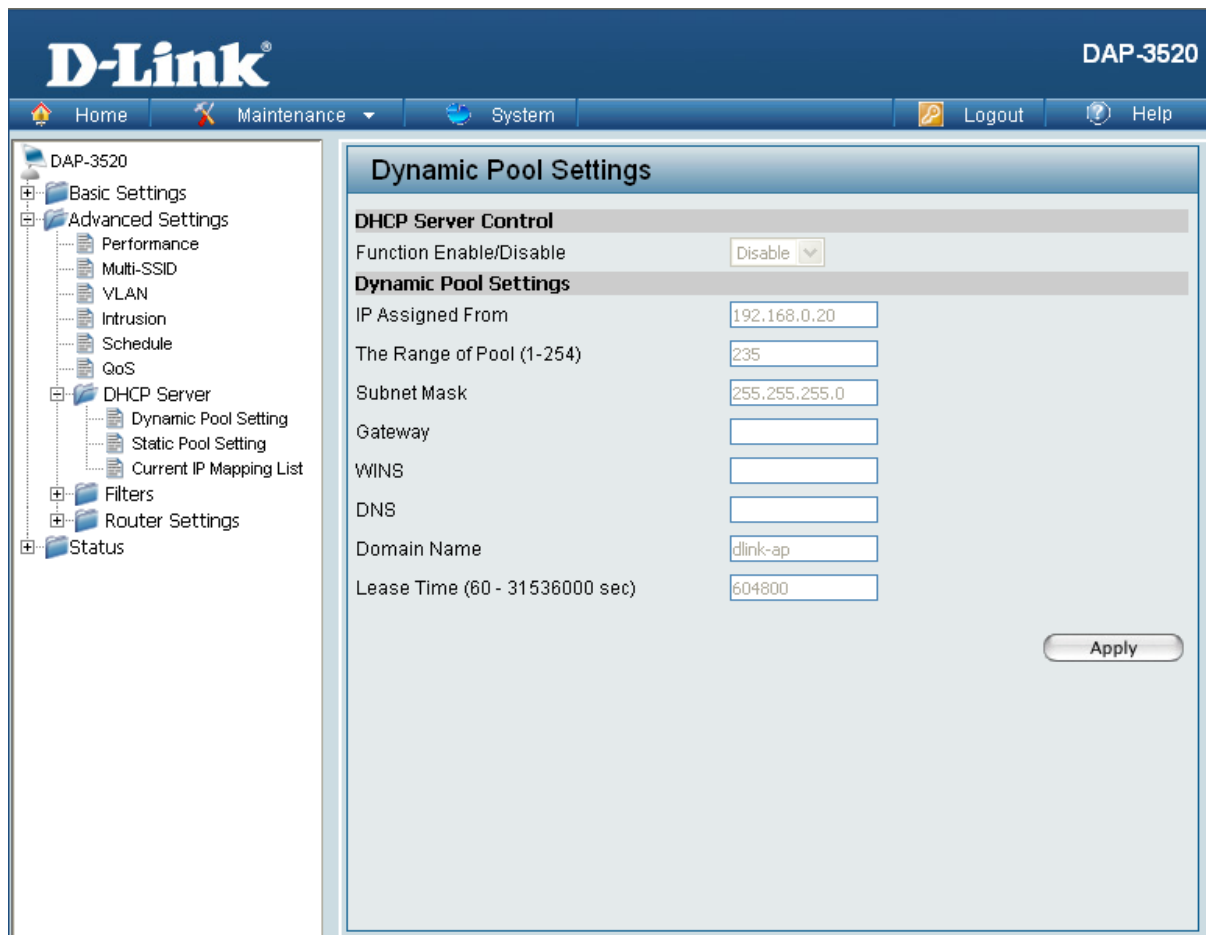 D-Link®
DAP-3520
Home Maintenance System Logout Help
DAP-3520
Basic Settings
Advanced Settings
Performance
Multi-SSID
VLAN
Intrusion
Schedule
QoS
DHCP Server
Dynamic Pool Setting
Static Pool Setting
Current IP Mapping List
Filters
Router Settings
Status
Dynamic Pool Settings
DHCP Server Control
Function Enable/Disable Disable
Dynamic Pool Settings
IP Assigned From 192.168.0.20
The Range of Pool (1-254) 235
Subnet Mask 255.255.255.0
Gateway
WINS
DNS
Domain Name dlink-ap
Lease Time (60 - 31536000 sec) 604800
Apply